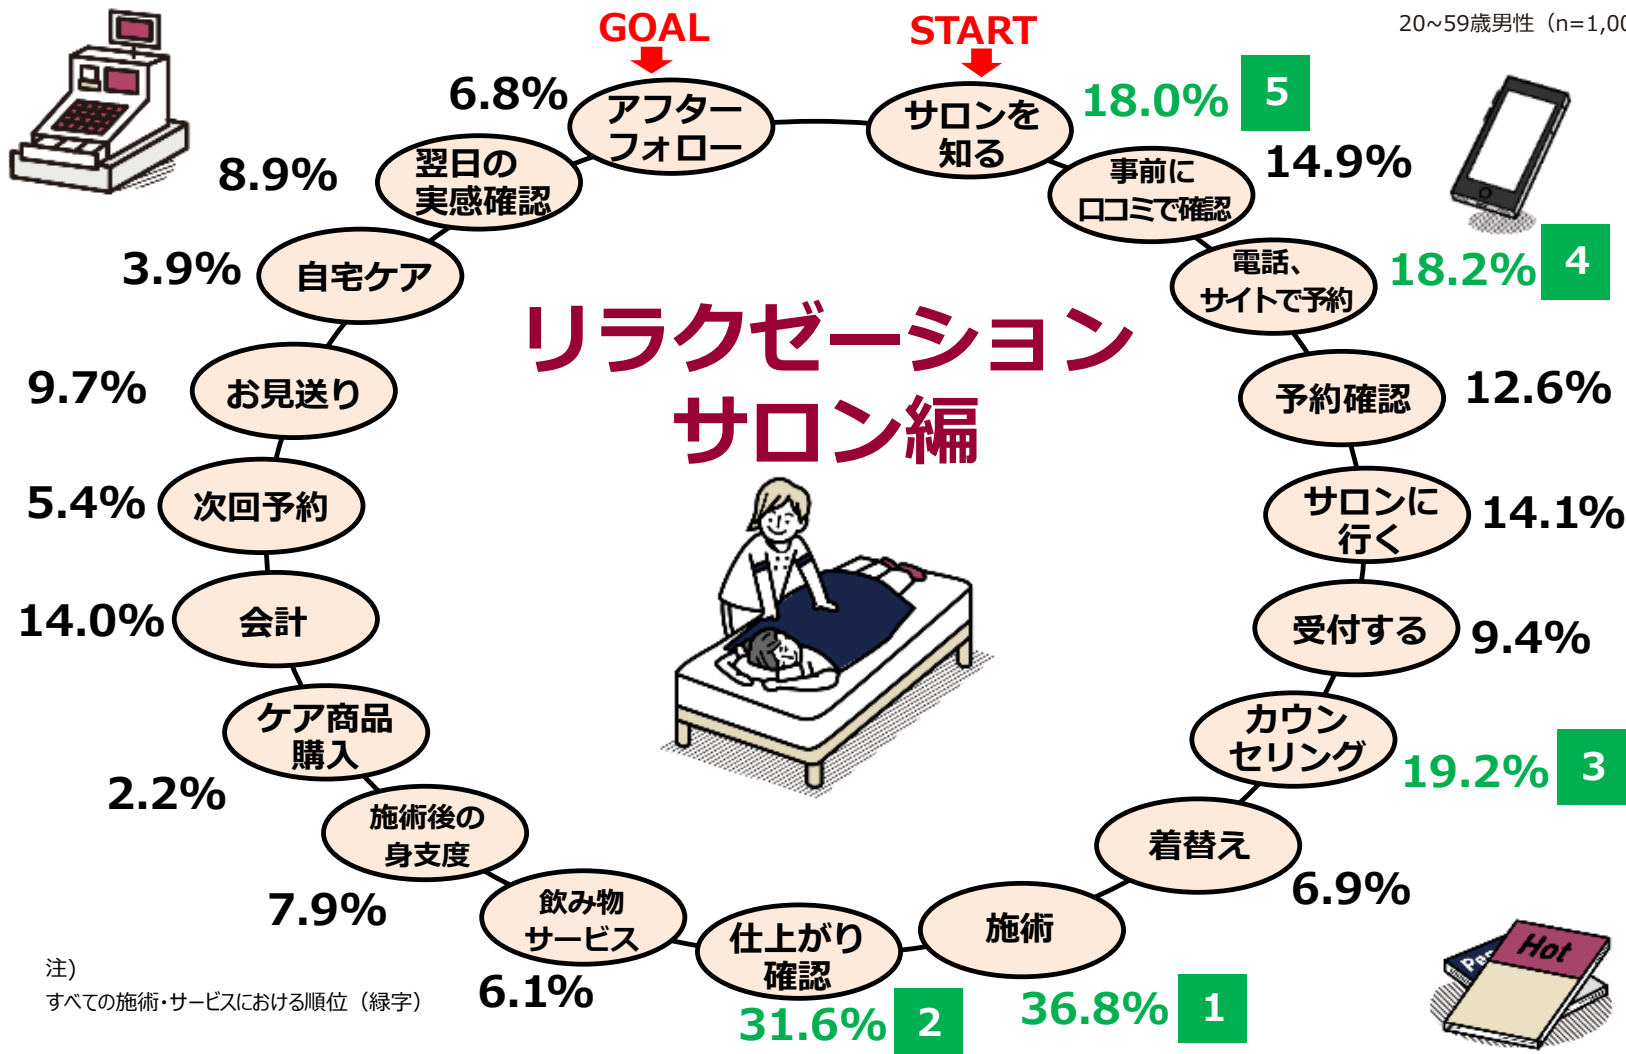 GOAL
START
20~59歳男性（n=1,00
サロンを
知る
18.0%
5
事前に
口コミで確認
14.9%
電話、
サイトで予約
18.2%
4
予約確認
12.6%
サロンに
行く
14.1%
受付する
9.4%
カウン
セリング
19.2%
3
着替え
6.9%
施術
36.8%
1
仕上がり
確認
31.6%
2
飲み物
サービス
6.1%
施術後の
身支度
7.9%
ケア商品
購入
2.2%
会計
14.0%
次回予約
5.4%
お見送り
9.7%
自宅ケア
3.9%
翌日の
実感確認
8.9%
アフター
フォロー
6.8%
リラクゼーション
サロン編
Hot
注)
すべての施術・サービスにおける順位（緑字）